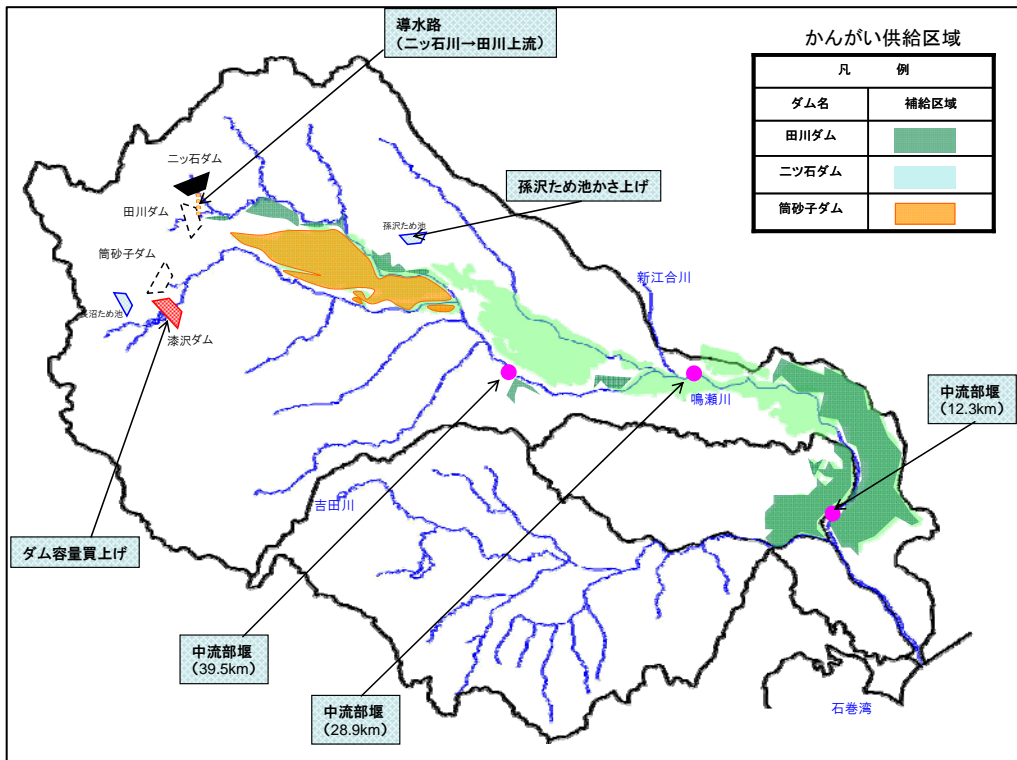 導水路
(二ッ石川→田川上流)
かんがい供給区域
凡 例
ダム名 補給区域
田川ダム
二ツ石ダム
筒砂子ダム
二ッ石ダム
孫沢ため池かさ上げ
田川ダム
孫沢ため池
筒砂子ダム
新江合川
漆沢ダム
鳴瀬川
中流部堰
(12.3km)
吉田川
ダム容量買上げ
中流部堰
(39.5km)
中流部堰
(28.9km)
石巻湾